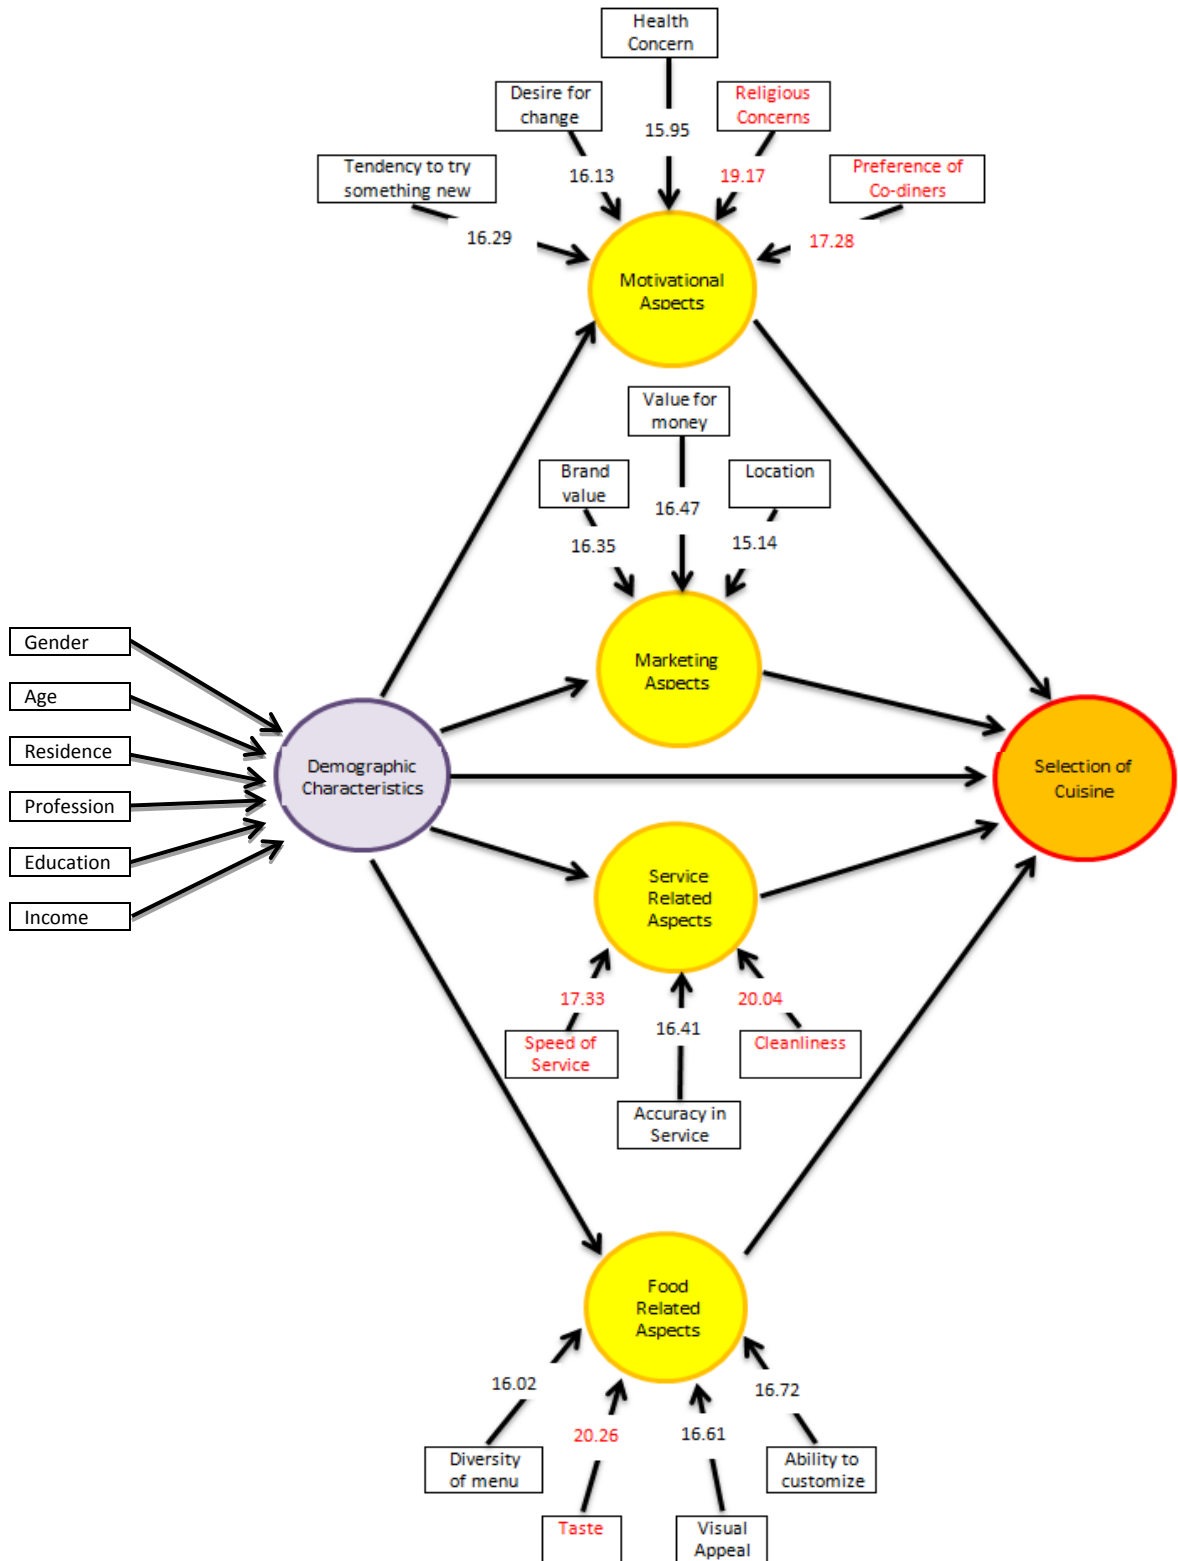 Health
Concern
Desire for
change
Religious
Concerns
15.95
Tendency to try
something new
16.13
19.17
Preference of
Co-diners
16.29
17.28
Motivational
Aspects
Value for
money
Brand
value
Location
16.47
16.35
15.14
Gender
Marketing
Aspects
Age
Residence
Demographic
Characteristics
Selection of
Cuisine
Profession
Education
Income
Service
Related
Aspects
17.33
20.04
16.41
Speed of
Service
Cleanliness
Accuracy in
Service
Food
Related
Aspects
16.02
16.72
20.26
16.61
Diversity
of menu
Ability to
customize
Taste
Visual
Appeal